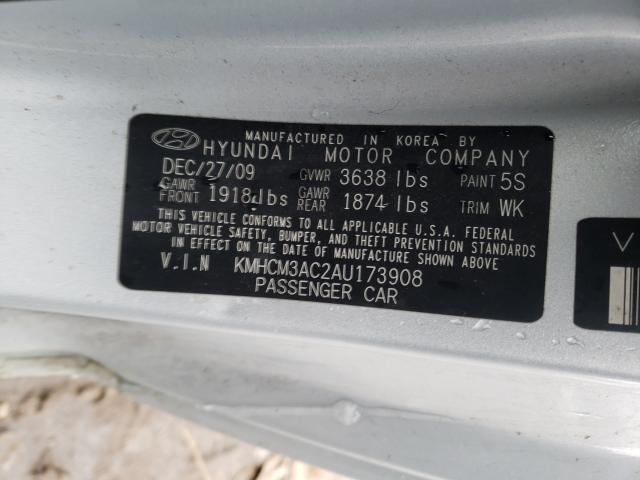 MANUFACTURED IN KOREA BY
HYUNDAI MOTOR COMPANY
DEC/27/09 GVWR 3638 lbs PAINT 5S
GAWR FRONT 1918 lbs GAWR REAR 1874 lbs TRIM WK
THIS VEHICLE CONFORMS TO ALL APPLICABLE U.S.A. FEDERAL
MOTOR VEHICLE SAFETY, BUMPER, AND THEFT PREVENTION STANDARDS
IN EFFECT ON THE DATE OF MANUFACTURE SHOWN ABOVE
V.I.N KMHCM3AC2AU173908
PASSENGER CAR
V